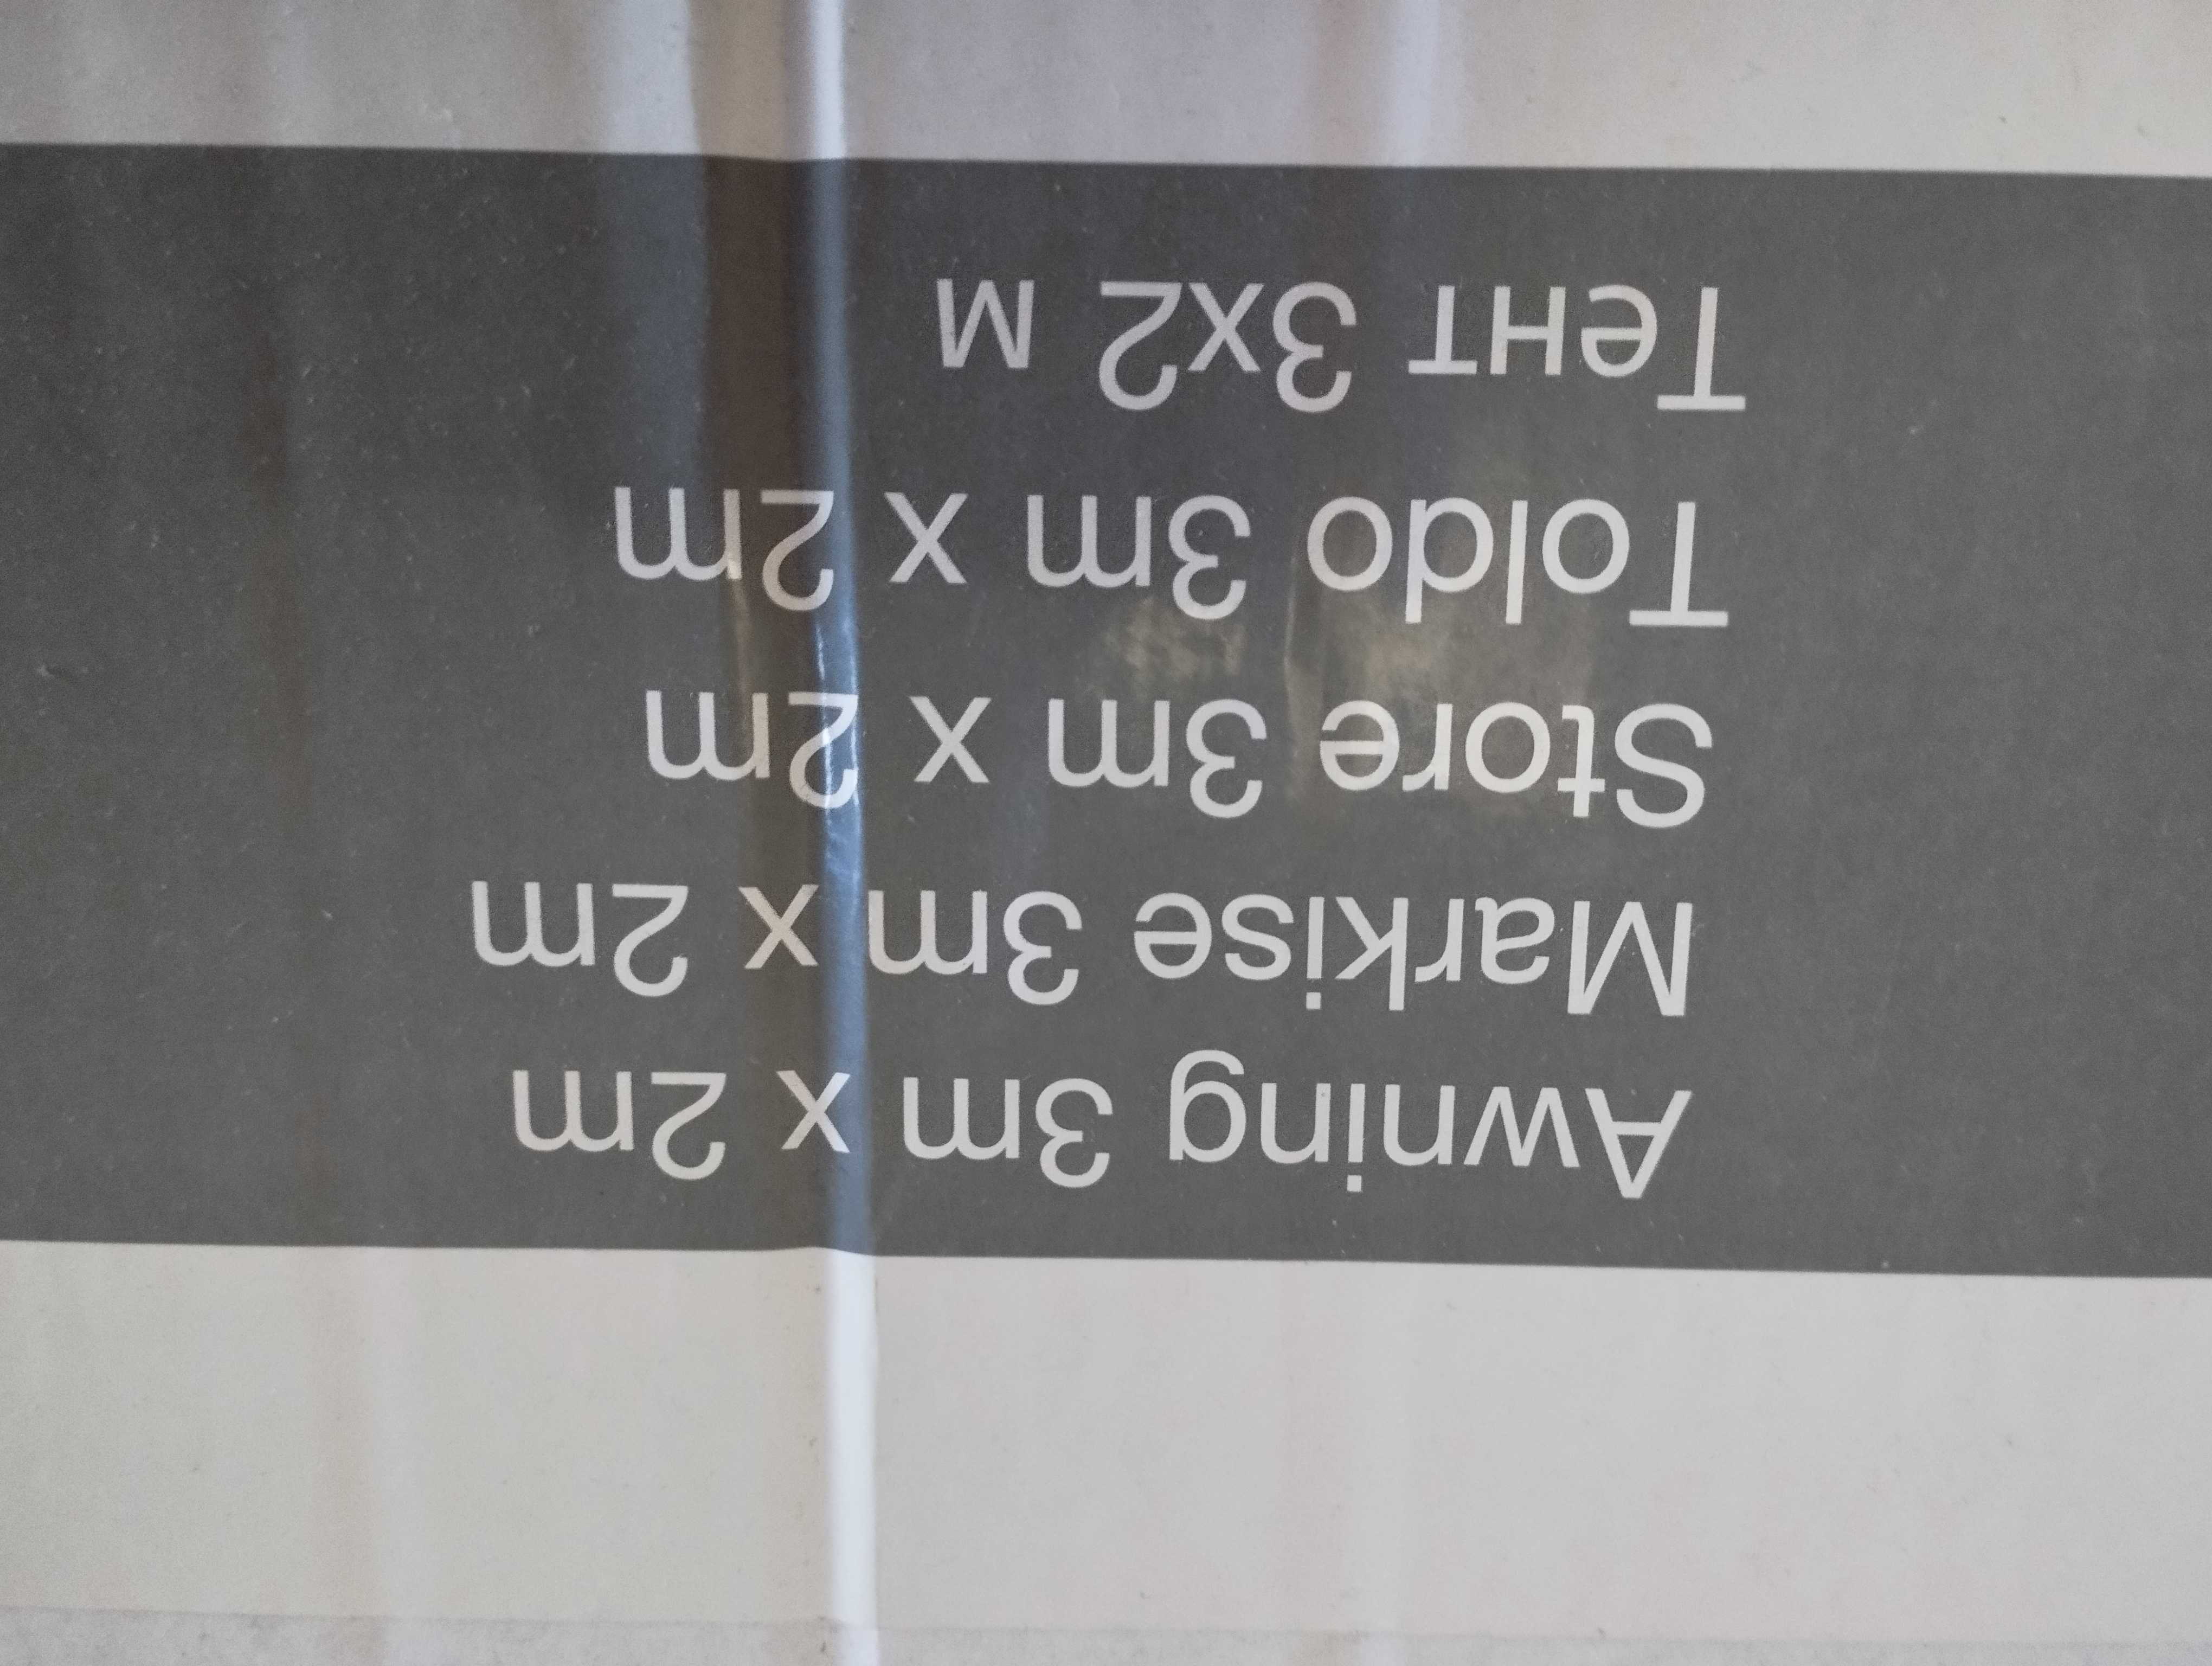 Awning 3m x 2m
Markise 3m x 2m
Store 3m x 2m
Toldo 3m x 2m
Тент 3x2 м